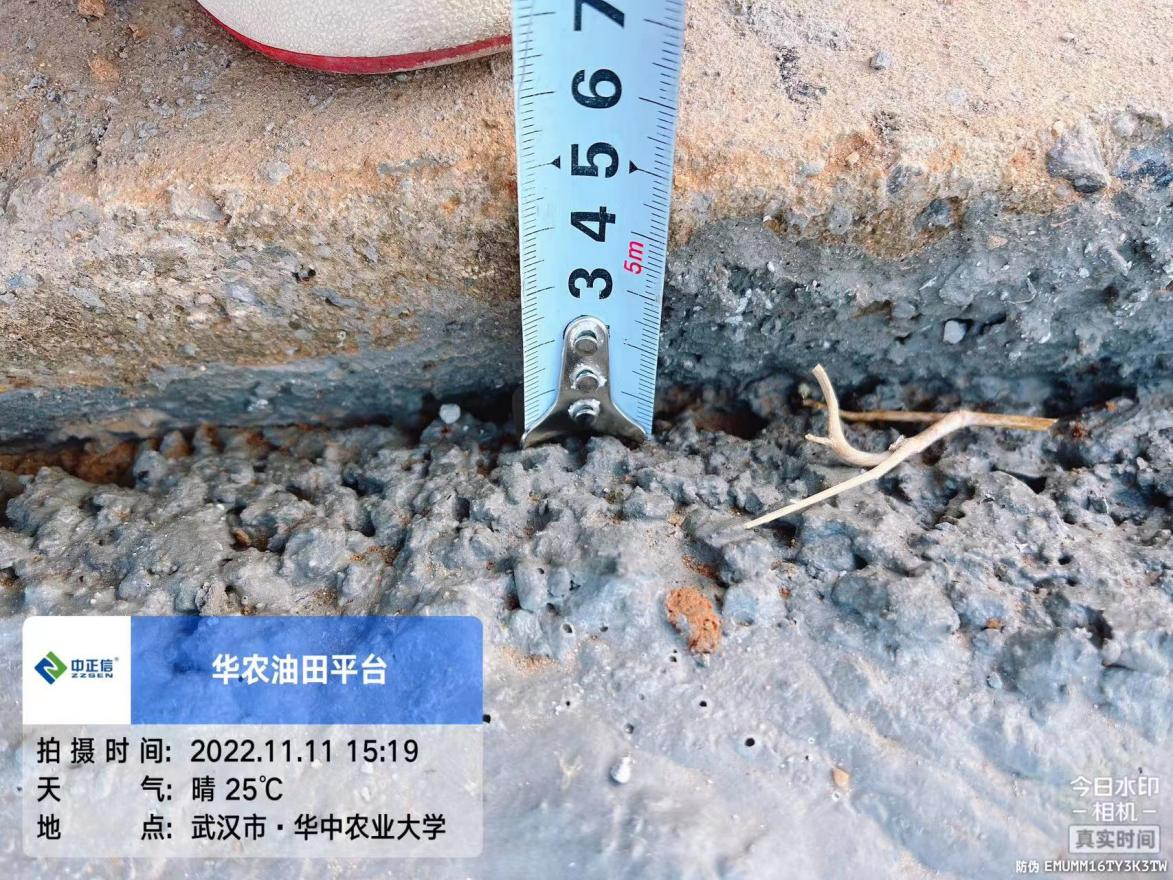 7
6
5
4
5m
3
中正信®
ZZSEN
华农油田平台
拍摄时间: 2022.11.11 15:19
天气: 晴 25℃
地点: 武汉市·华中农业大学
今日水印
-相机-
真实时间
防伪 EMUMM16TY3K3TW